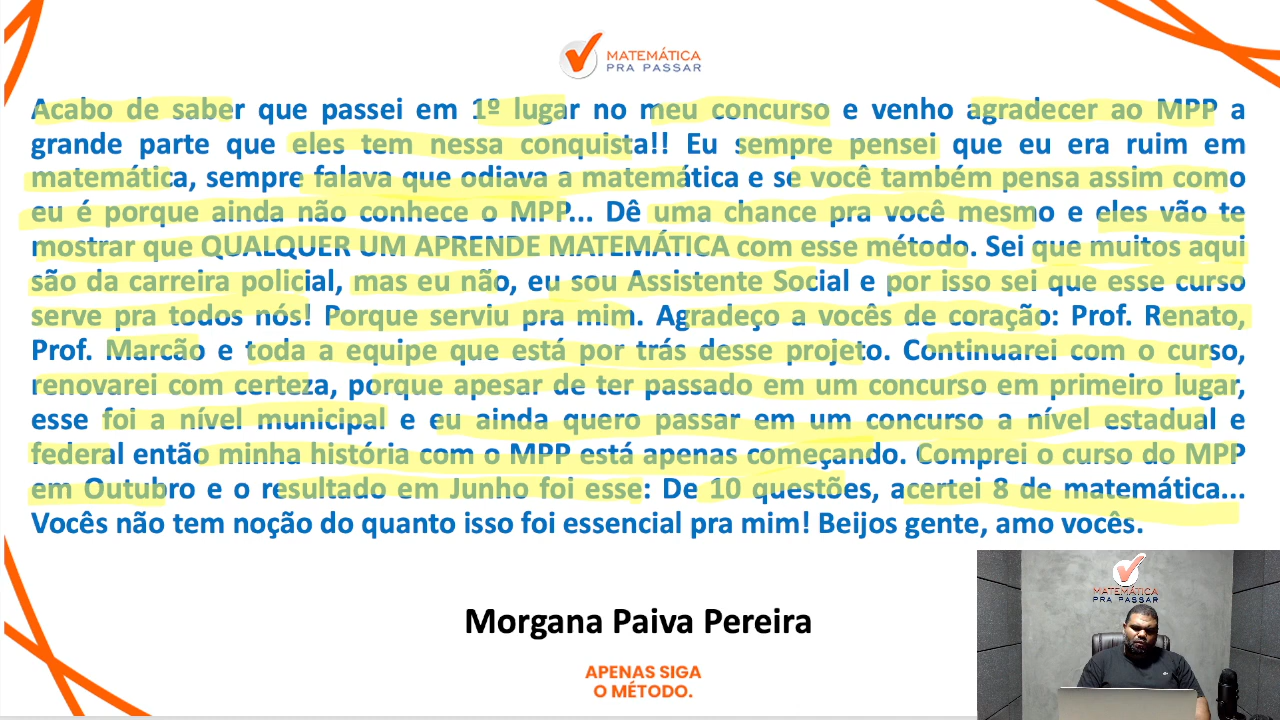 MATEMÁTICA
PRA PASSAR
Acabo de saber que passei em 1º lugar no meu concurso e venho agradecer ao MPP a
grande parte que eles tem nessa conquista!! Eu sempre pensei que eu era ruim em
matemática, sempre falava que odiava a matemática e se você também pensa assim como
eu é porque ainda não conhece o MPP... Dê uma chance pra você mesmo e eles vão te
mostrar que QUALQUER UM APRENDE MATEMÁTICA com esse método. Sei que muitos aqui
são da carreira policial, mas eu não, eu sou Assistente Social e por isso sei que esse curso
serve pra todos nós! Porque serviu pra mim. Agradeço a vocês de coração: Prof. Renato,
Prof. Marcão e toda a equipe que está por trás desse projeto. Continuarei com o curso,
renovarei com certeza, porque apesar de ter passado em um concurso em primeiro lugar,
esse foi a nível municipal e eu ainda quero passar em um concurso a nível estadual e
federal então minha história com o MPP está apenas começando. Comprei o curso do MPP
em Outubro e o resultado em Junho foi esse: De 10 questões, acertei 8 de matemática...
Vocês não tem noção do quanto isso foi essencial pra mim! Beijos gente, amo vocês.
MATEMÁTICA
PRA PASSAR
Morgana Paiva Pereira
APENAS SIGA
O MÉTODO.